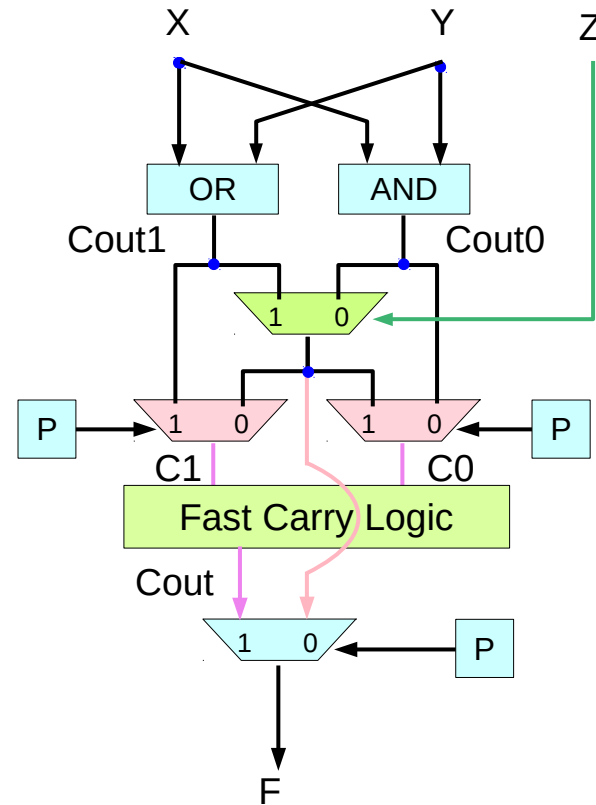 X Y Z
OR AND
Cout1 Cout0
1 0
1 0 1 0
P P
C1 C0
Fast Carry Logic
Cout
1 0
P
F